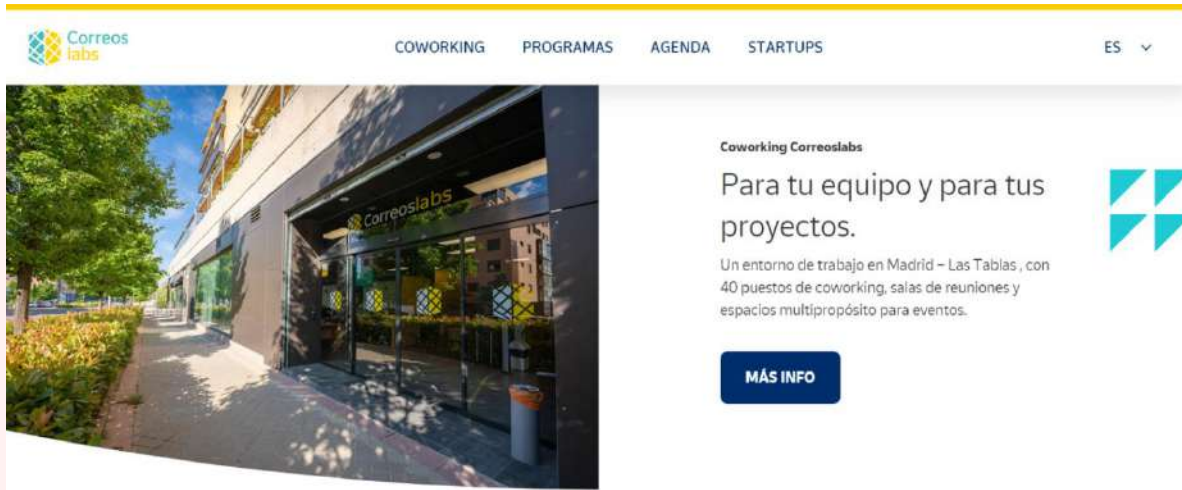 Correos
labs
COWORKING PROGRAMAS AGENDA STARTUPS ES
Correoslabs
Coworking Correoslabs
Para tu equipo y para tus
proyectos.
Un entorno de trabajo en Madrid – Las Tablas , con
40 puestos de coworking, salas de reuniones y
espacios multipropósito para eventos.
MÁS INFO